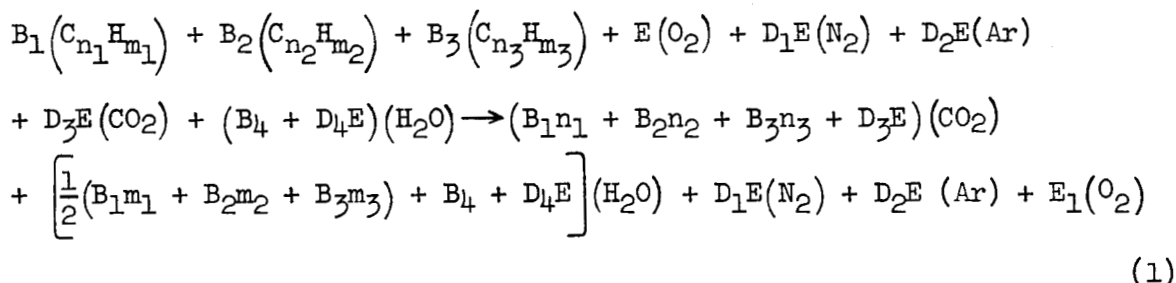 B₁(Cₙ₁Hₘ₁) + B₂(Cₙ₂Hₘ₂) + B₃(Cₙ₃Hₘ₃) + E(O₂) + D₁E(N₂) + D₂E(Ar)
+ D₃E(CO₂) + (B₄ + D₄E)(H₂O) → (B₁n₁ + B₂n₂ + B₃n₃ + D₃E)(CO₂)
+ [½(B₁m₁ + B₂m₂ + B₃m₃) + B₄ + D₄E](H₂O) + D₁E(N₂) + D₂E (Ar) + E₁(O₂)
(1)